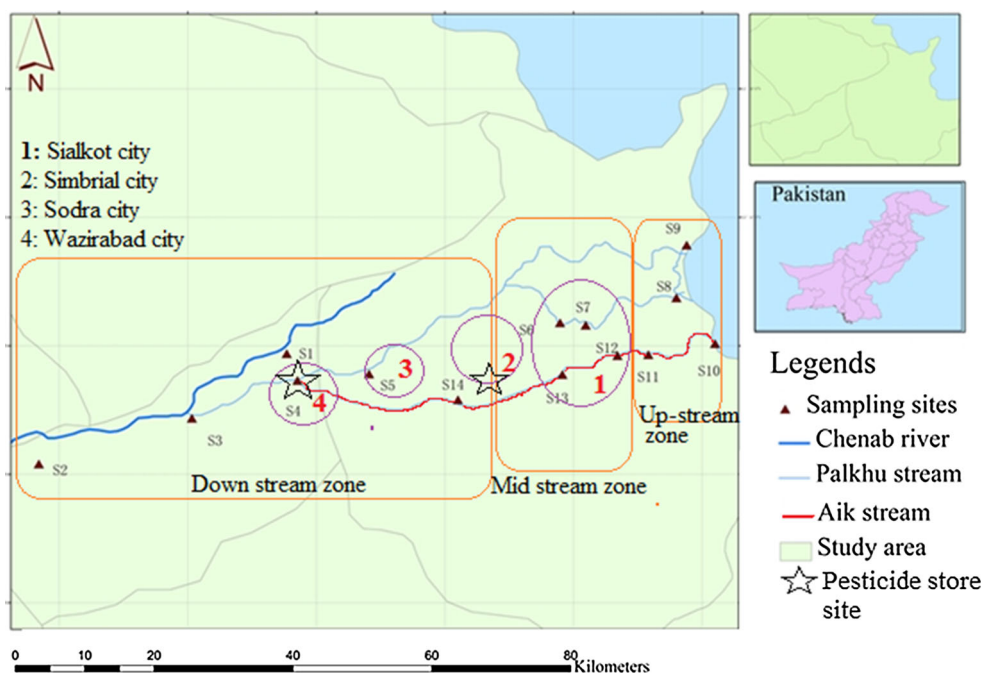 N
1: Sialkot city
2: Simbrial city
3: Sodra city
4: Wazirabad city
Pakistan
S9
S8
S7
S6
S12
S11
S10
S13
S14
S5
S1
S4
S3
S2
1
2
3
4
Up-stream
zone
Mid stream zone
Down stream zone
Legends
Sampling sites
Chenab river
Palkhu stream
Aik stream
Study area
Pesticide store
site
0 10 20 40 60 80
Kilometers